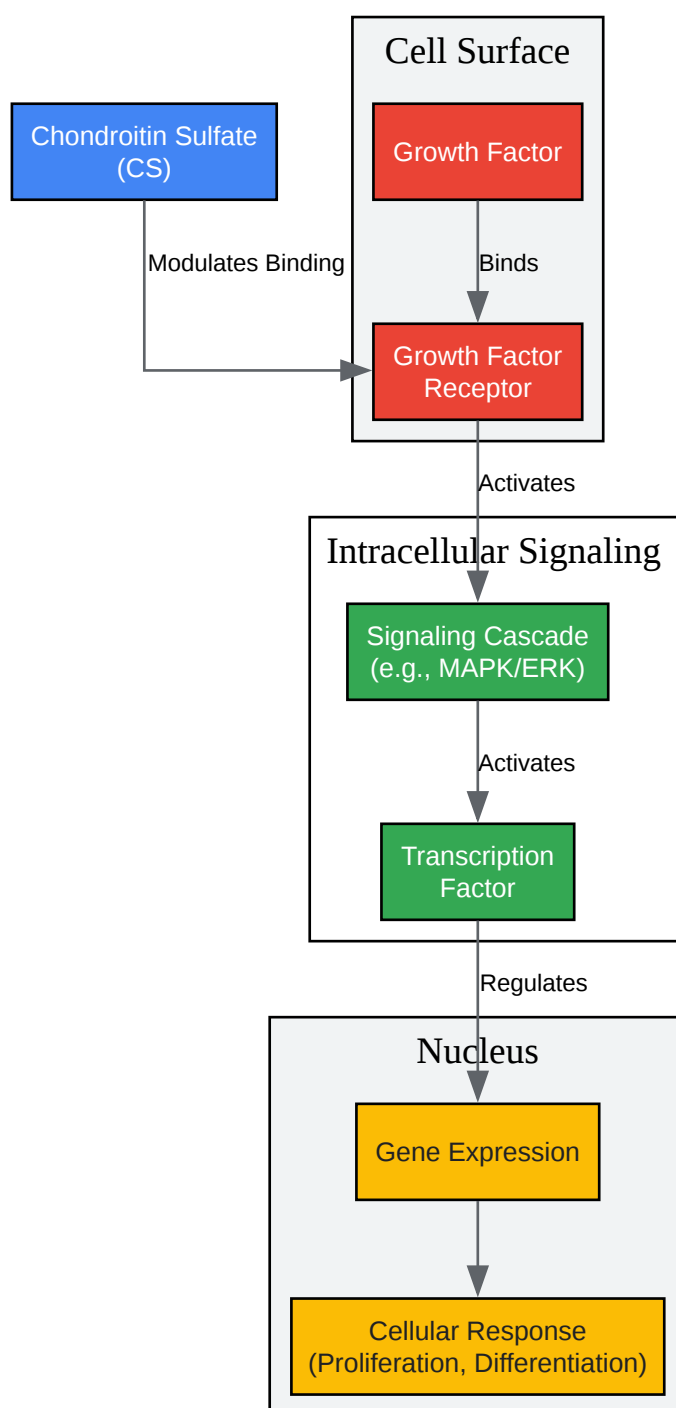 Cell Surface
Chondroitin Sulfate
(CS)
Growth Factor
Modulates Binding
Binds
Growth Factor
Receptor
Activates
Intracellular Signaling
Signaling Cascade
(e.g., MAPK/ERK)
Activates
Transcription
Factor
Regulates
Nucleus
Gene Expression
Cellular Response
(Proliferation, Differentiation)